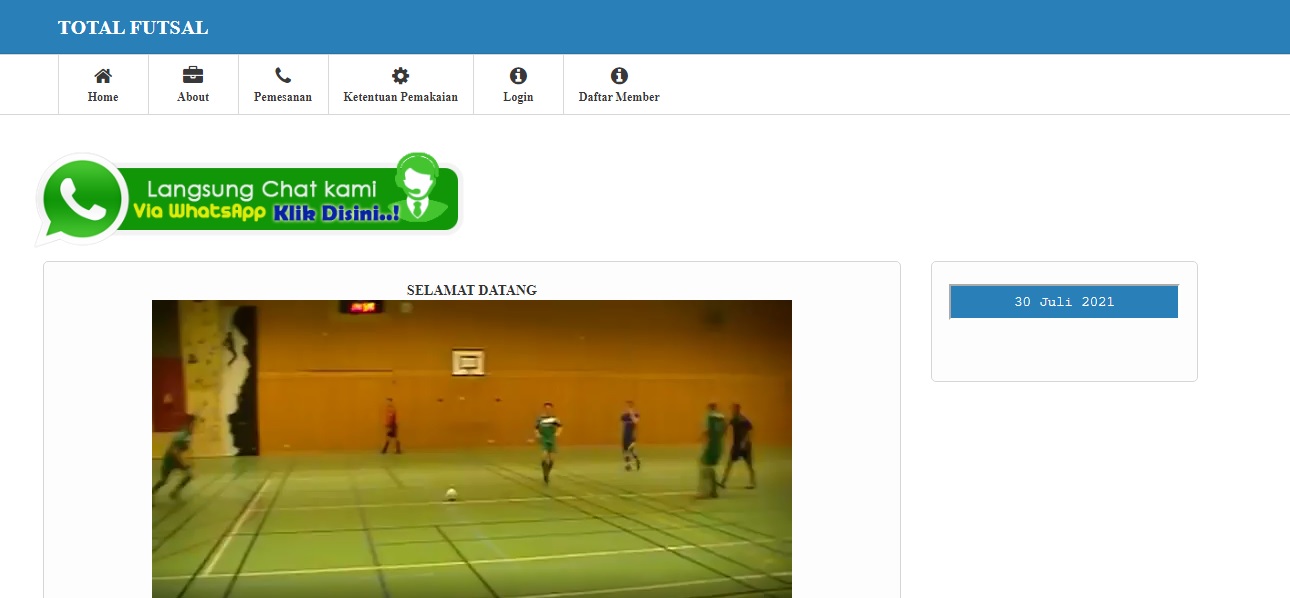 TOTAL FUTSAL
Home
About
Pemesanan
Ketentuan Pemakaian
Login
Daftar Member
Langsung Chat kami
Via WhatsApp Klik Disini..!
SELAMAT DATANG
30 Juli 2021